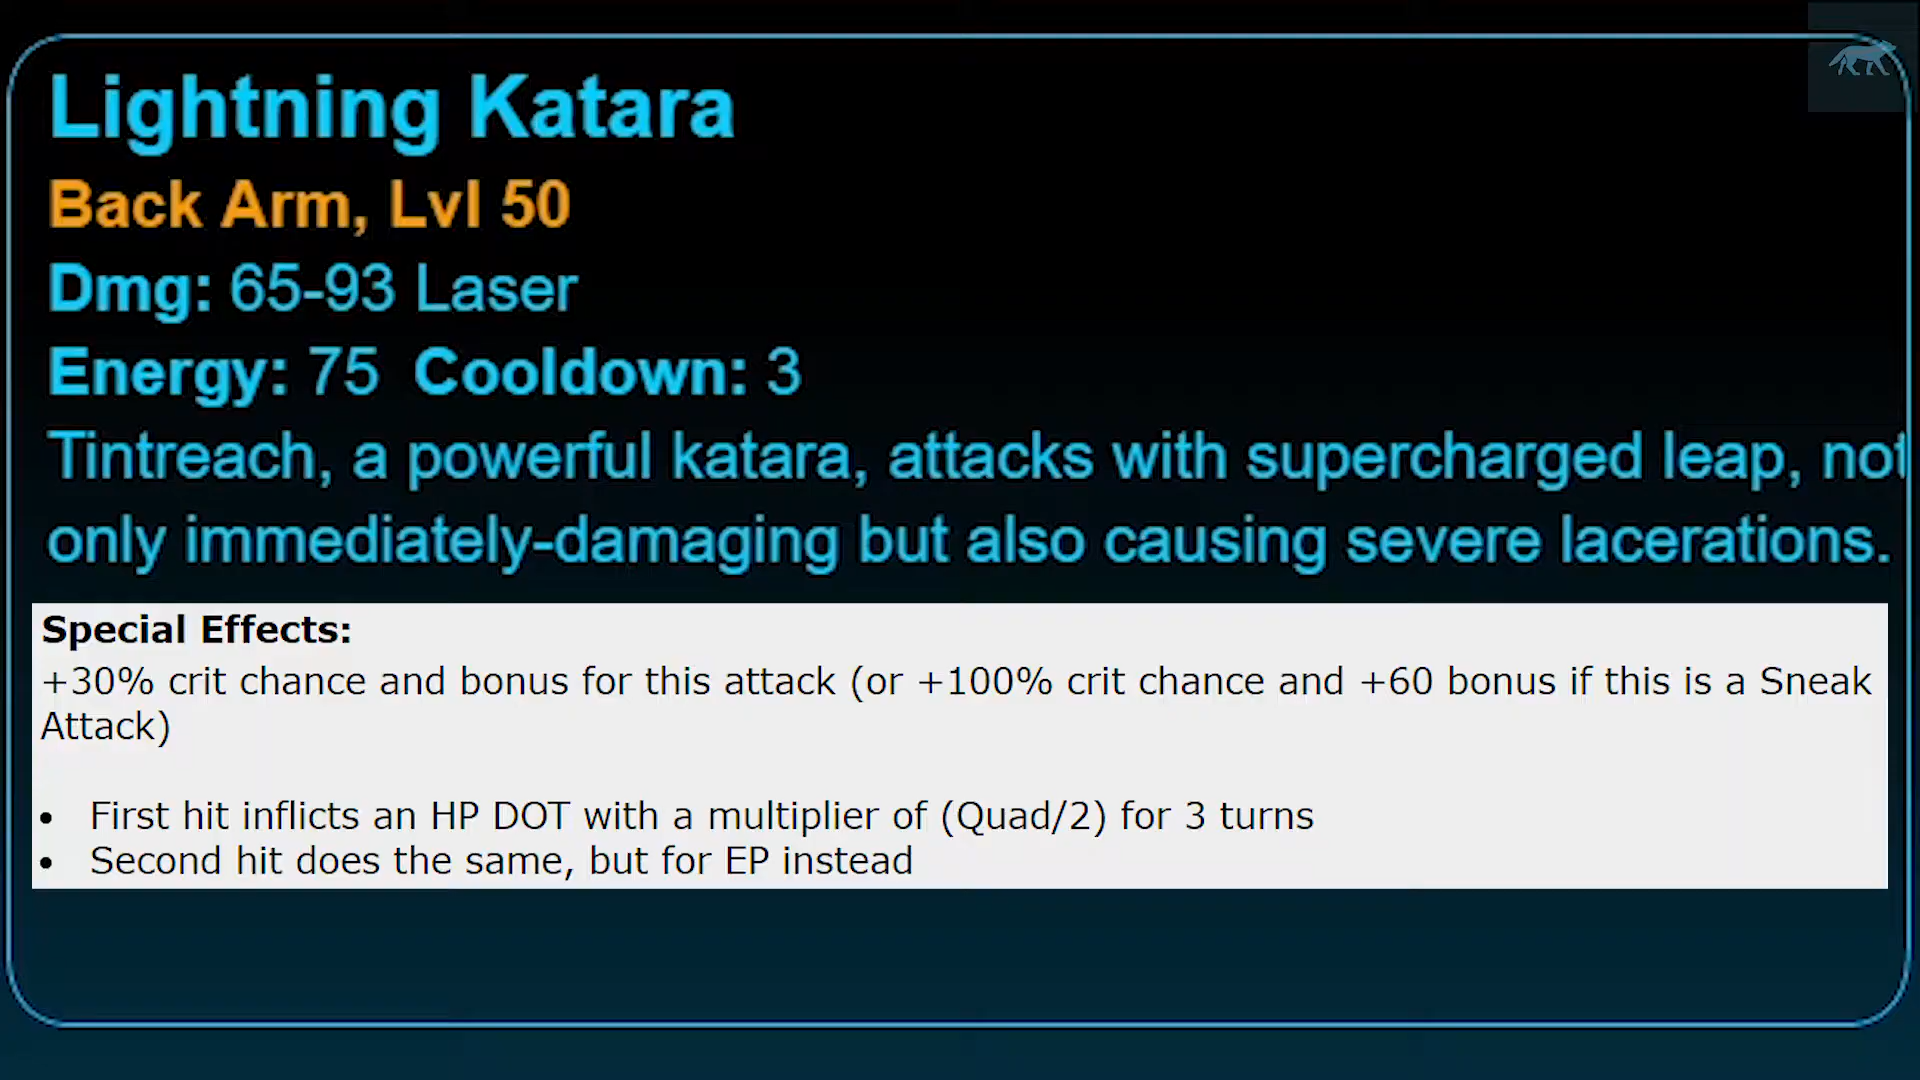 Lightning Katara
Back Arm, Lvl 50
Dmg: 65-93 Laser
Energy: 75 Cooldown: 3
Tintreach, a powerful katara, attacks with supercharged leap, not
only immediately-damaging but also causing severe lacerations.
Special Effects:
+30% crit chance and bonus for this attack (or +100% crit chance and +60 bonus if this is a Sneak
Attack)
• First hit inflicts an HP DOT with a multiplier of (Quad/2) for 3 turns
• Second hit does the same, but for EP instead